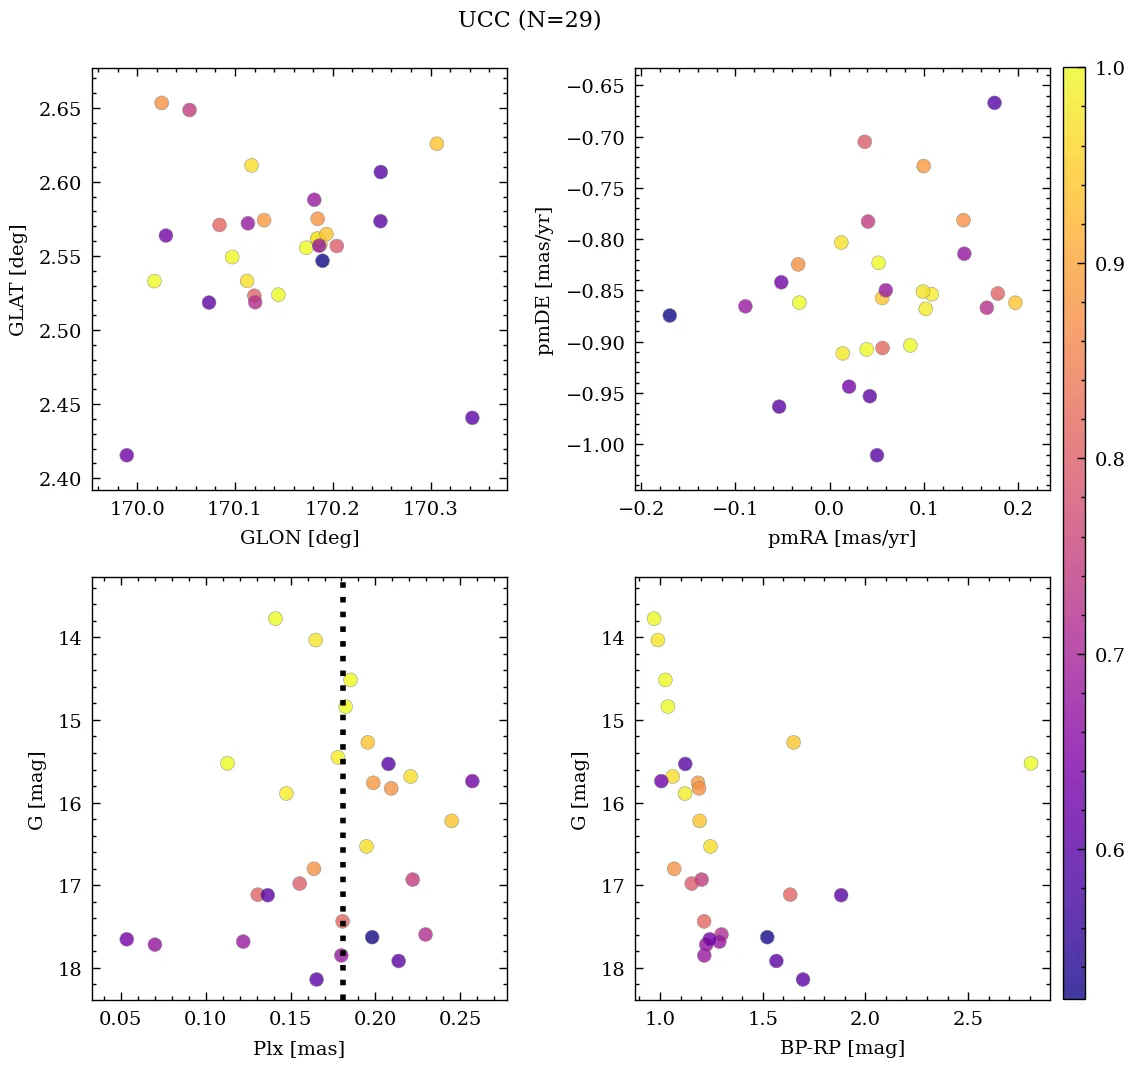 UCC (N=29)
2.65
2.60
2.55
2.50
2.45
2.40
GLAT [deg]
170.0 170.1 170.2 170.3
GLON [deg]
−0.65
−0.70
−0.75
−0.80
−0.85
−0.90
−0.95
−1.00
pmDE [mas/yr]
−0.2 −0.1 0.0 0.1 0.2
pmRA [mas/yr]
14
15
16
17
18
G [mag]
0.05 0.10 0.15 0.20 0.25
Plx [mas]
14
15
16
17
18
G [mag]
1.0 1.5 2.0 2.5
BP-RP [mag]
1.0
0.9
0.8
0.7
0.6